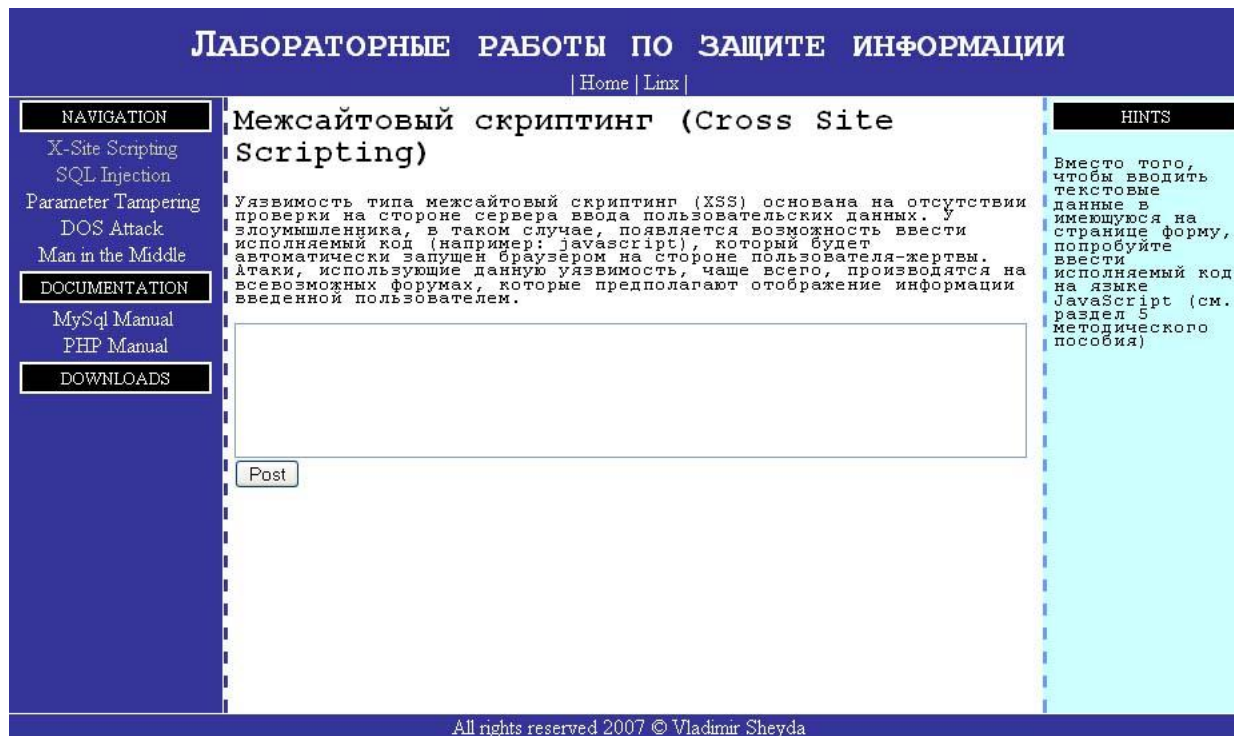 ЛАБОРАТОРНЫЕ РАБОТЫ ПО ЗАЩИТЕ ИНФОРМАЦИИ
| Home | Linx |
NAVIGATION
X-Site Scripting
SQL Injection
Parameter Tampering
DOS Attack
Man in the Middle
DOCUMENTATION
MySql Manual
PHP Manual
DOWNLOADS
Межсайтовый скриптинг (Cross Site
Scripting)
Уязвимость типа межсайтовый скриптинг (XSS) основана на отсутствии
проверки на стороне сервера ввода пользовательских данных. У
злоумышленника, в таком случае, появляется возможность ввести
исполняемый код (например: javascript), который будет
автоматически запущен браузером на стороне пользователя-жертвы.
Атаки, использующие данную уязвимость, чаще всего, производятся на
всевозможных форумах, которые предполагают отображение информации
введенной пользователем.
Post
HINTS
Вместо того,
чтобы вводить
текстовые
данные в
имеющуюся на
странице форму,
попробуйте
ввести
исполняемый код
на языке
JavaScript (см.
раздел 5
методического
пособия)
All rights reserved 2007 © Vladimir Sheyda